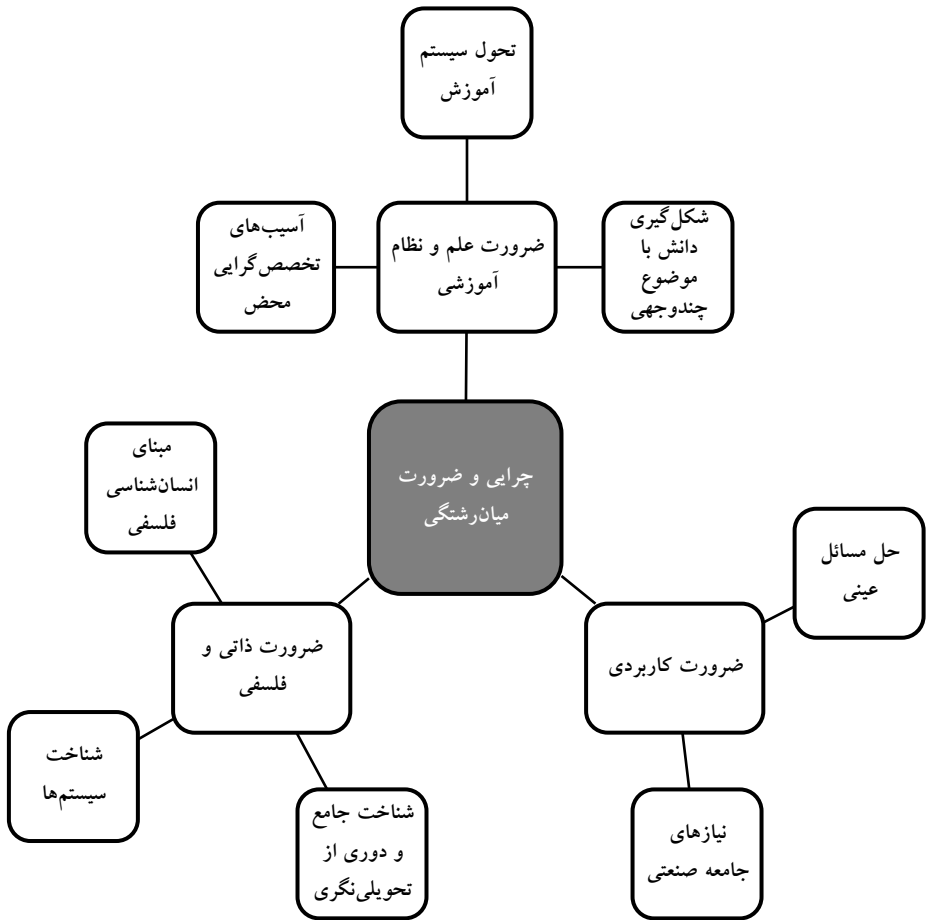 تحول سیستم
آموزش
شکل‌گیری
دانش با
موضوع
چندوجهی
ضرورت علم و نظام
آموزشی
آسیب‌های
تخصص‌گرایی
محض
چرایی و ضرورت
میان‌رشتگی
مبنای
انسان‌شناسی
فلسفی
حل مسائل
عینی
ضرورت کاربردی
ضرورت ذاتی و
فلسفی
شناخت
سیستم‌ها
نیازهای
جامعه صنعتی
شناخت جامع
و دوری از
تحویلی‌نگری